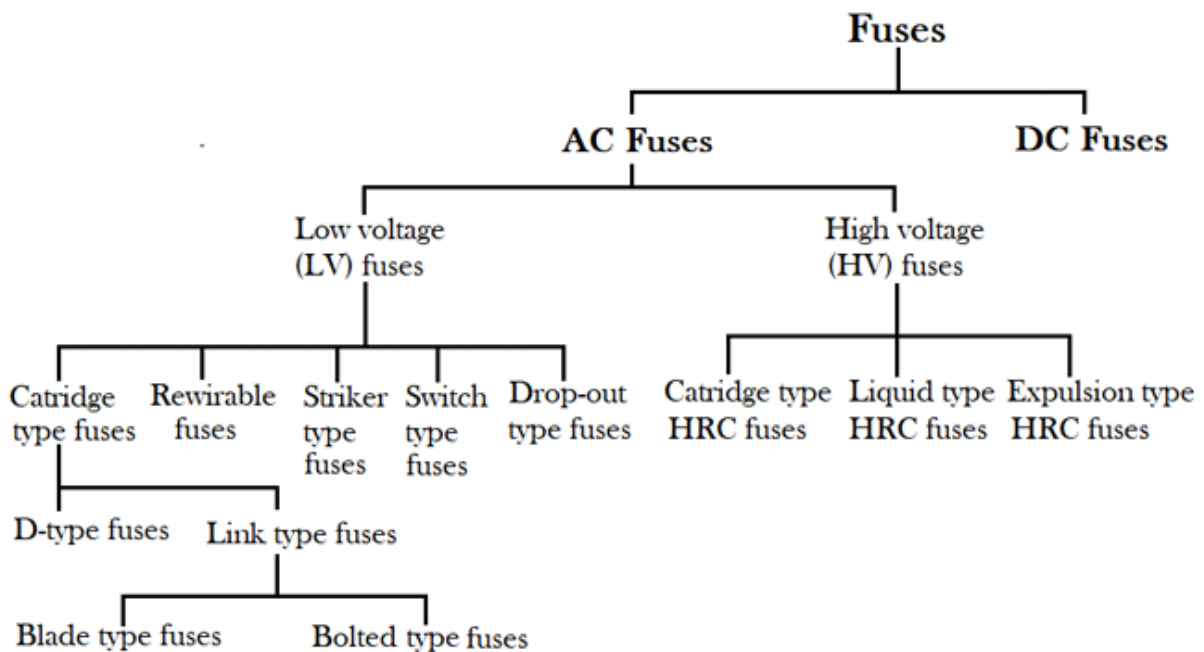 Fuses
AC Fuses
DC Fuses
Low voltage
(LV) fuses
High voltage
(HV) fuses
Catridge
type fuses
Rewirable
fuses
Striker
type
fuses
Switch
type
fuses
Drop-out
type fuses
Catridge type
HRC fuses
Liquid type
HRC fuses
Expulsion type
HRC fuses
D-type fuses
Link type fuses
Blade type fuses
Bolted type fuses